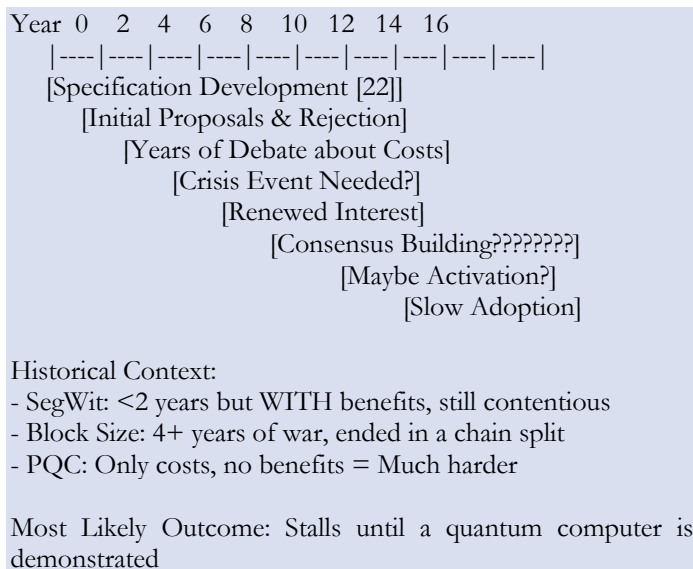 Year 0 2 4 6 8 10 12 14 16
|----|----|----|----|----|----|----|----|----|----|
[Specification Development [22]]
[Initial Proposals & Rejection]
[Years of Debate about Costs]
[Crisis Event Needed?]
[Renewed Interest]
[Consensus Building????????]
[Maybe Activation?]
[Slow Adoption]
Historical Context:
- SegWit: <2 years but WITH benefits, still contentious
- Block Size: 4+ years of war, ended in a chain split
- PQC: Only costs, no benefits = Much harder
Most Likely Outcome: Stalls until a quantum computer is
demonstrated